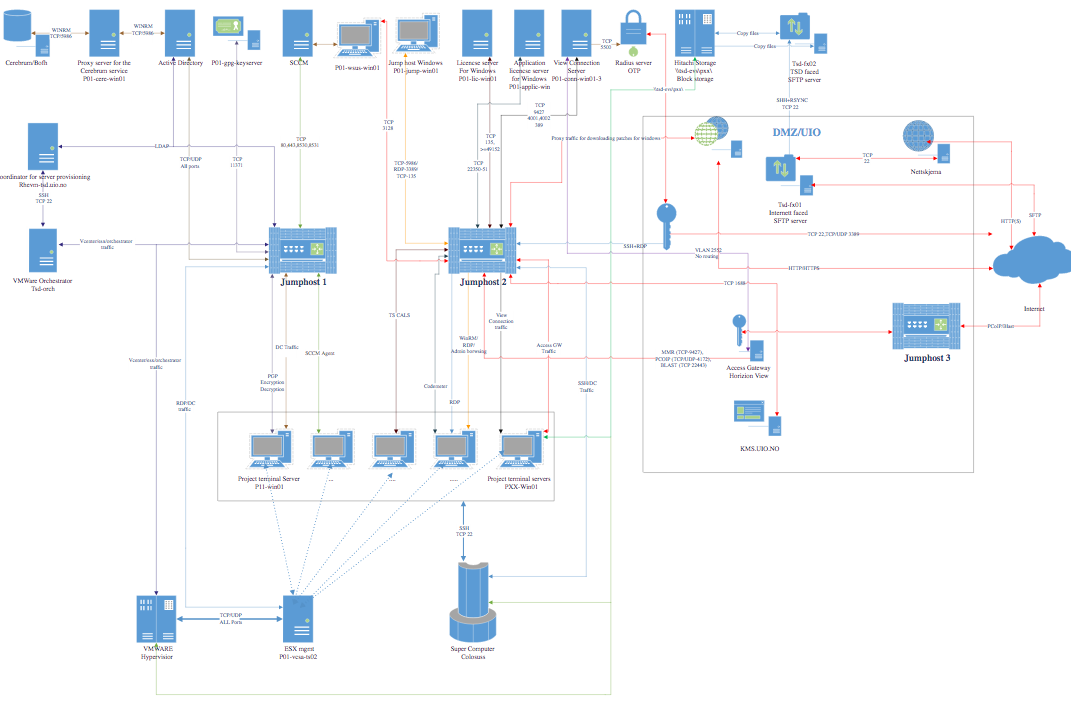 WINRM
TCP/5986
WINRM
TCP/5986
Cerebrum/Bofh
Proxy server for the
Cerebrum service
P01-cere-win01
Active Directory
P01-gpg-keyserver
SCCM
P01-wsus-win01
Jump host Windows
P01-jump-win01
Licencse server
For Windows
P01-lic-win01
Application
licencse server
for Windows
P01-applic-win
View Connection
Server
P01-conn-win01-3
TCP
5500
Radius server
OTP
Hitachi Storage
Block storage
Copy files
Copy files
Tsd-fx02
TSD faced
SFTP server
SHH+RSYNC
TCP 22
TCP
3128
TCP
80,443,8530,8531
TCP
135,
>=49152
TCP
9427
4001,4002
389
Proxy traffic for downloading patches for windows
DMZ/UIO
TCP
22
Nettskjema
LDAP
TCP/UDP
All ports
TCP
11371
TCP-5986/
RDP-3389/
TCP-135
TCP
22350-51
oordinator for server provisioning
Rhevm-tsd.uio.no
SSH
TCP 22
Tsd-fx01
Internett faced
SFTP server
HTTP(S)
SFTP
TCP 22,TCP/UDP 3389
Vcenter/esx/orchestrator
traffic
SSH+RDP
VLAN 2552
No routing
HTTP/HTTPS
VMWare Orchestrator
Tsd-orch
Jumphost 1
Jumphost 2
TCP 1688
Internet
TS CALS
View
Connection
traffic
PCoIP/Blast
DC Traffic
SCCM Agent
WinRM/
RDP/
Admin browsing
Access GW
Traffic
MMR (TCP-9427),
PCOIP (TCP/UDP-4172),
BLAST (TCP 22443)
Access Gateway
Horizion View
Jumphost 3
Vcenter/esx/orchestrator
traffic
PGP
Encryption
Decryption
Codemeter
SSH/DC
Traffic
RDP/DC
traffic
RDP
KMS.UIO.NO
Project terminal Server
P11-win01
...
....
.....
Project terminal servers
PXX-Win01
SSH
TCP 22
TCP/UDP
ALL Ports
VMWARE
Hypervisior
ESX mgmt
P01-vcsa-ts02
Super Computer
Colosuss